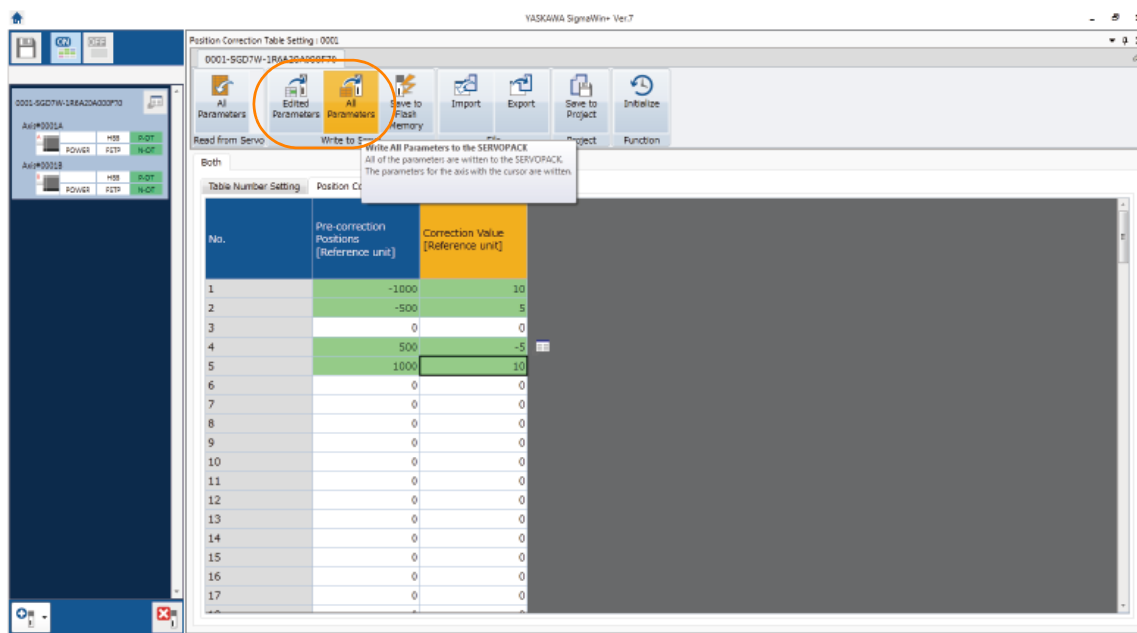 YASKAWA SigmaWin+ Ver.7
Position Correction Table Setting : 0001
0001-SGD7W-1R6A20A000F70
All Parameters
Edited Parameters
All Parameters
Save to Flash Memory
Import
Export
Save to Project
Initialize
Read from Servo
Write to
Project
Function
Write All Parameters to the SERVOPACK
All of the parameters are written to the SERVOPACK.
The parameters for the axis with the cursor are written.
0001-SGD7W-1R6A20A000F70
Axis#0001A
HBB P-OT
POWER N-OT
Axis#0001B
HBB P-OT
POWER N-OT
Both
Table Number Setting
Position
No. Pre-correction Positions [Reference unit] Correction Value [Reference unit]
1 -1000 10
2 -500 5
3 0 0
4 500 -5
5 1000 10
6 0 0
7 0 0
8 0 0
9 0 0
10 0 0
11 0 0
12 0 0
13 0 0
14 0 0
15 0 0
16 0 0
17 0 0